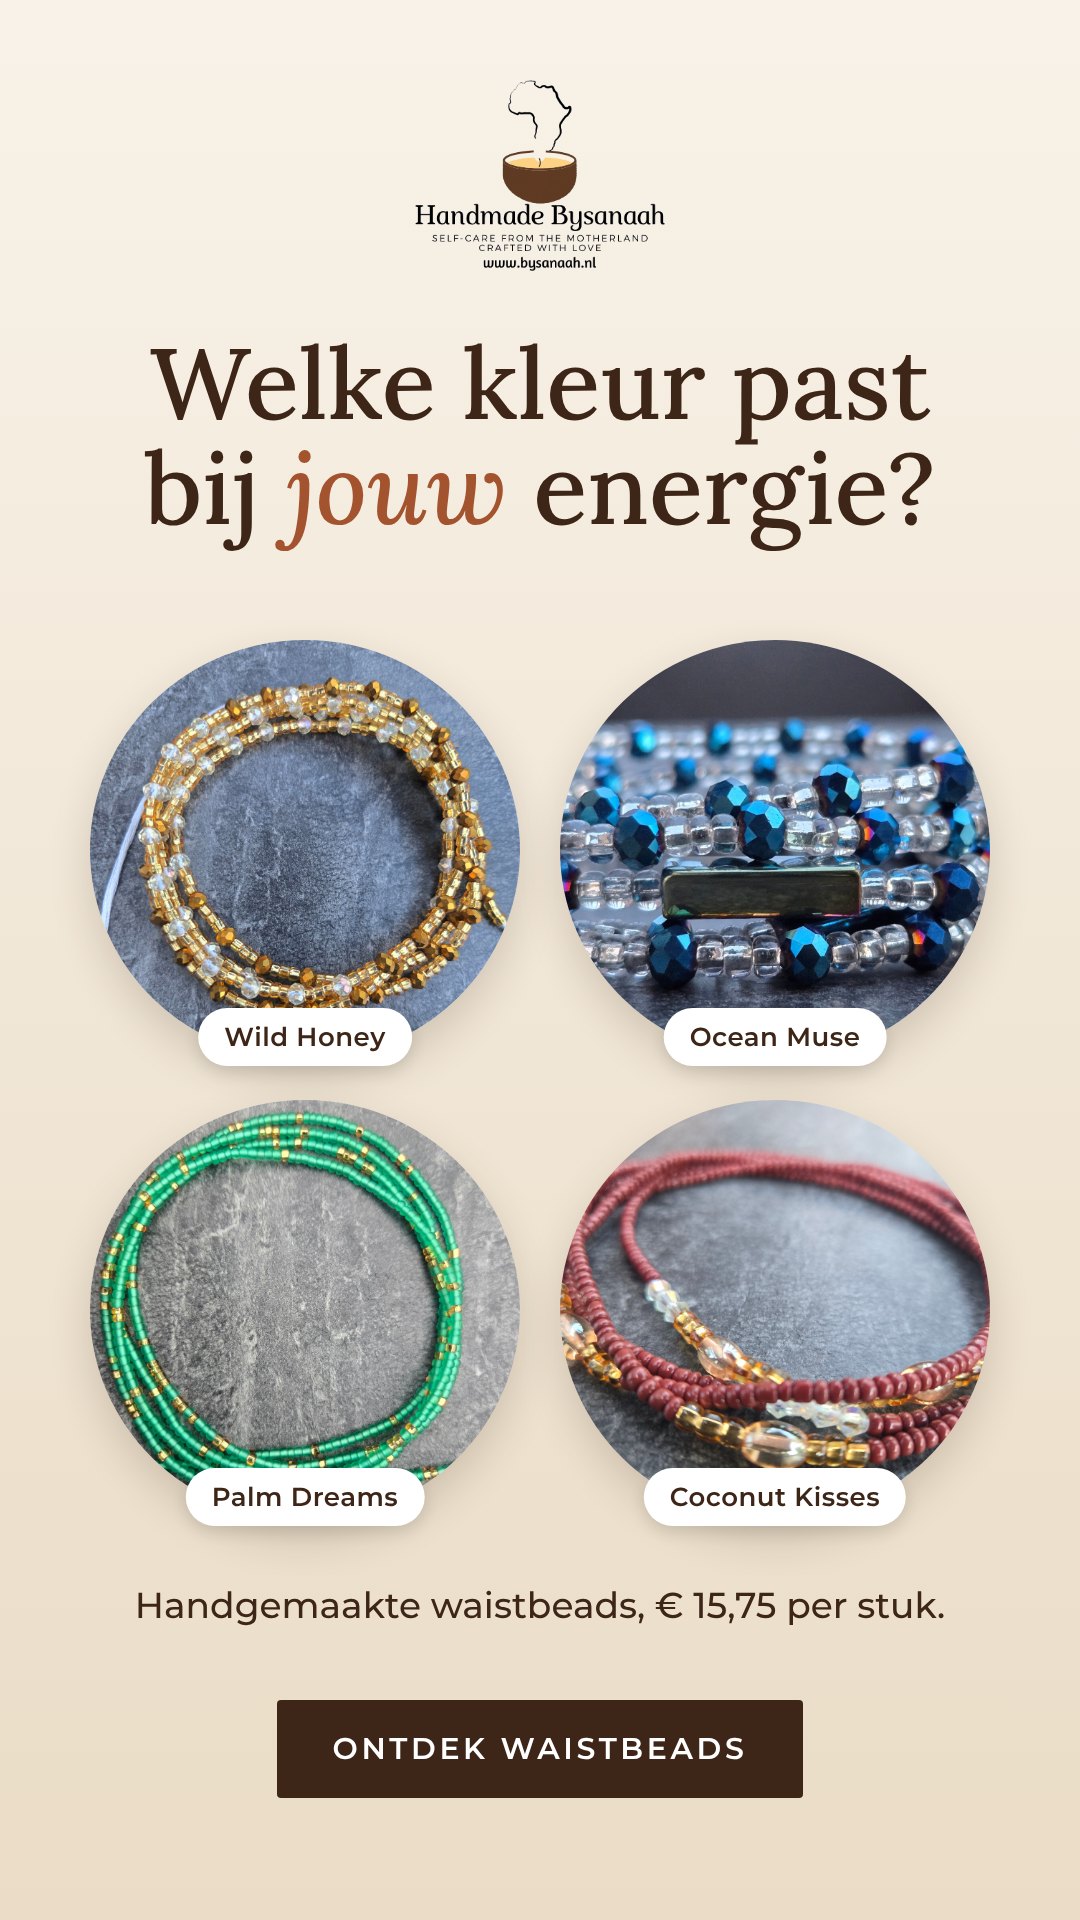 Handmade Bysanaah
SELF-CARE FROM THE MOTHERLAND
CRAFTED WITH LOVE
www.bysanaah.nl
Welke kleur past
bij jouw energie?
Wild Honey
Ocean Muse
Palm Dreams
Coconut Kisses
Handgemaakte waistbeads, € 15,75 per stuk.
ONTDEK WAISTBEADS